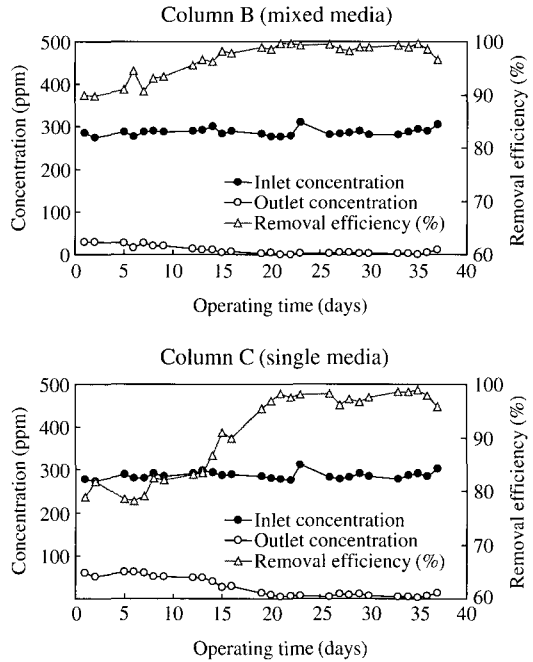 Column B (mixed media)
500
400
300
200
100
0
Concentration (ppm)
100
90
80
70
60
Removal efficiency (%)
Inlet concentration
Outlet concentration
Removal efficiency (%)
0 5 10 15 20 25 30 35 40
Operating time (days)
Column C (single media)
500
400
300
200
100
Concentration (ppm)
100
90
80
70
60
Removal efficiency (%)
Inlet concentration
Outlet concentration
Removal efficiency (%)
0 5 10 15 20 25 30 35 40
Operating time (days)